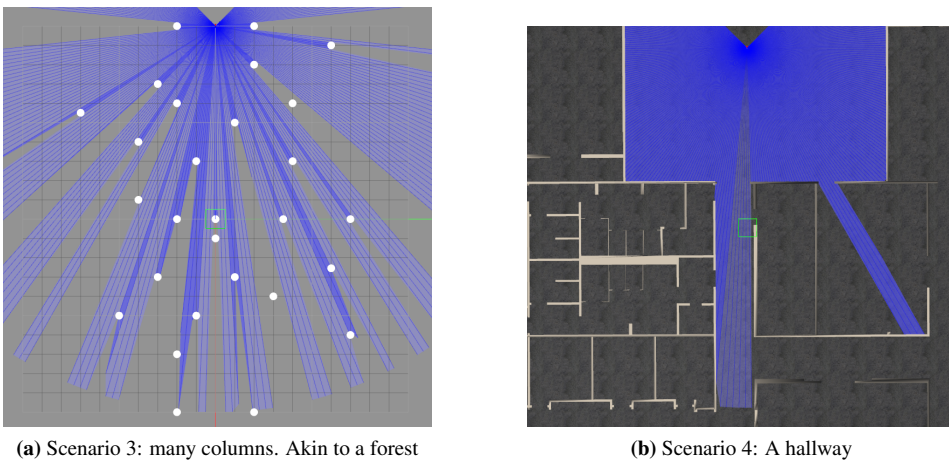 (a) Scenario 3: many columns. Akin to a forest
(b) Scenario 4: A hallway